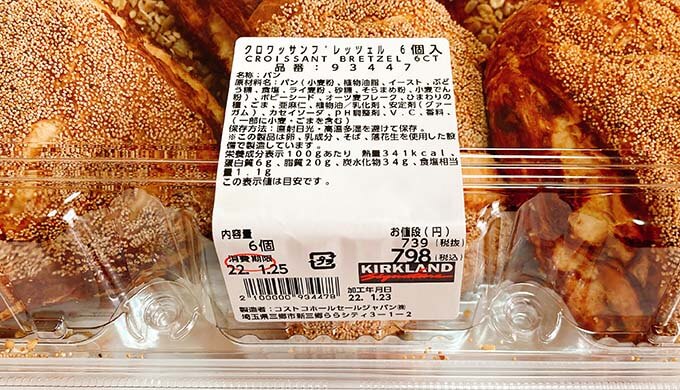 クロワッサンブレッツェル 6個入
CROISSANT BRETZEL 6CT
品番：93447
名称：パン
原材料名：パン（小麦粉、植物油脂、イースト、ぶど
う糖、食塩、ライ麦粉、砂糖、そらまめ粉、小麦でん
粉）、ポピーシード、オーツ麦フレーク、ひまわりの
種、ごま、亜麻仁、植物油／乳化剤、安定剤（グァー
ガム）、カセイソーダ、pH調整剤、V.C、香料、
（一部に小麦・ごまを含む）
保存方法：直射日光・高温多湿を避けて保存。
※この製品は卵、乳成分、そば、落花生を使用した設
備で製造しています。
栄養成分表示100gあたり 熱量341kcal、
蛋白質6g、脂質20g、炭水化物34g、食塩相当
量1.1g
この表示値は目安です。
内容量
6個
消費期限
22.1.25
お値段（円）
739（税抜）
798（税込）
KIRKLAND
Signature
加工年月日
22.1.23
2100000934478
製造者：コストコホールセールジャパン㈱
埼玉県三郷市新三郷ららシティ3-1-2